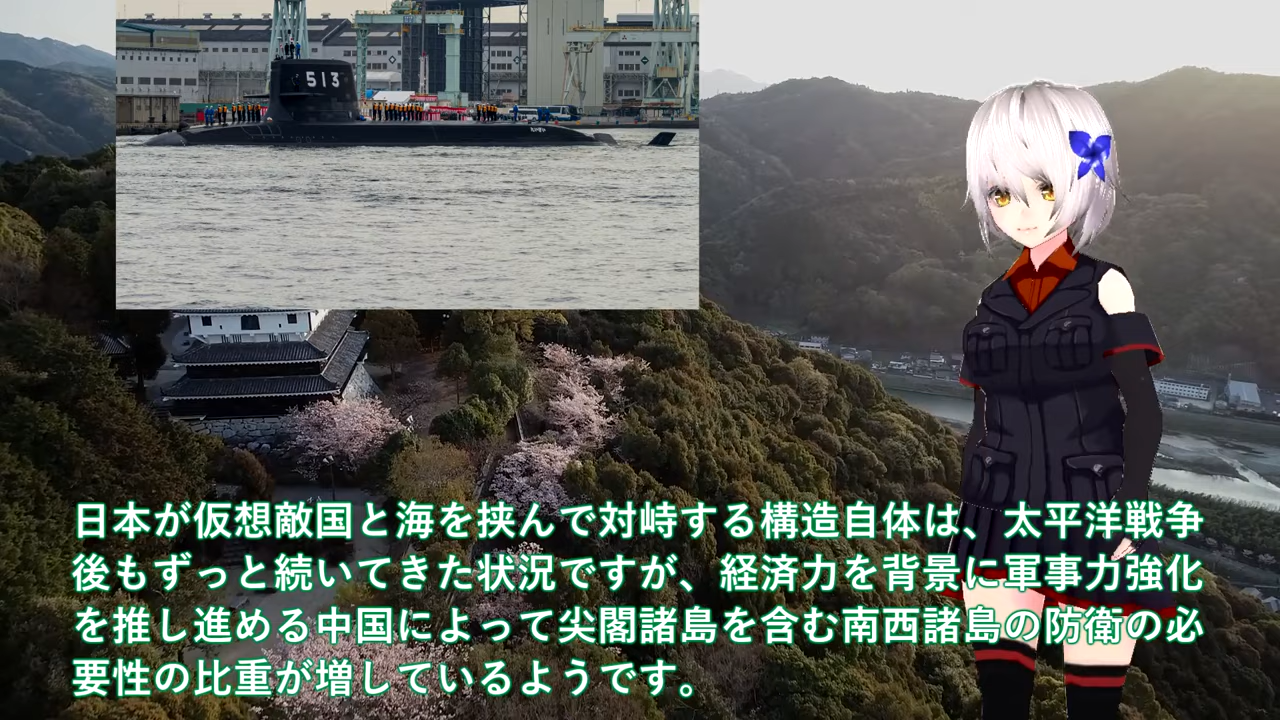 513
日本が仮想敵国と海を挟んで対峙する構造自体は、太平洋戦争
後もずっと続いてきた状況ですが、経済力を背景に軍事力強化
を推し進める中国によって尖閣諸島を含む南西諸島の防衛の必
要性の比重が増しているようです。